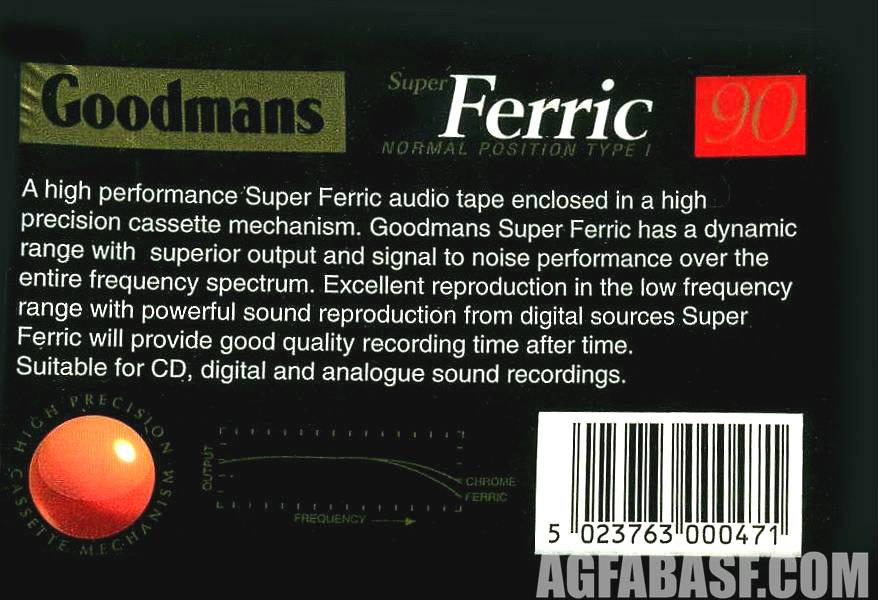 Goodmans
Super
Ferric
NORMAL POSITION TYPE I
90
A high performance Super Ferric audio tape enclosed in a high
precision cassette mechanism. Goodmans Super Ferric has a dynamic
range with superior output and signal to noise performance over the
entire frequency spectrum. Excellent reproduction in the low frequency
range with powerful sound reproduction from digital sources Super
Ferric will provide good quality recording time after time.
Suitable for CD, digital and analogue sound recordings.
HIGH PRECISION
CASSETTE MECHANISM
OUTPUT
CHROME
FERRIC
FREQUENCY
5 023763 000471
AGFABASF.COM